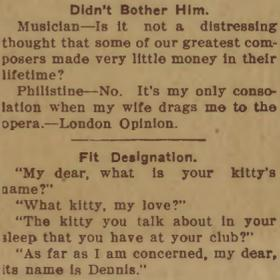 Didn't Bother Him.
Musician—Is it not a distressing
thought that some of our greatest com-
posers made very little money in their
lifetime?
Philistine—No. It's my only conso-
lation when my wife drags me to the
opera.—London Opinion.
Fit Designation.
"My dear, what is your kitty's
name?"
"What kitty, my love?"
"The kitty you talk about in your
sleep that you have at your club?"
"As far as I am concerned, my dear,
its name is Dennis."